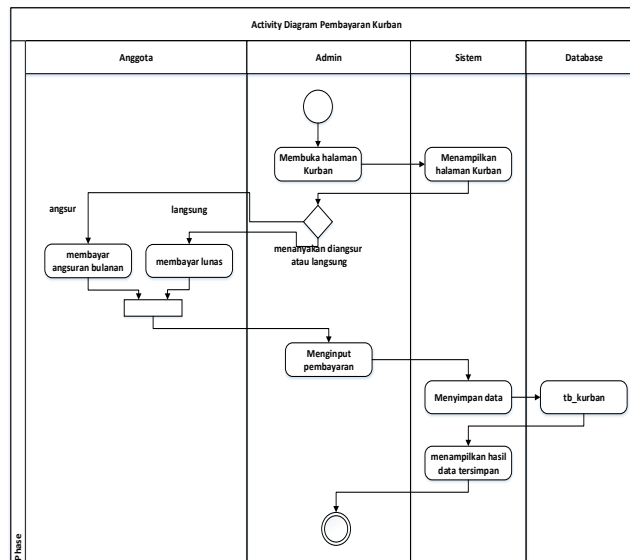 Activity Diagram Pembayaran Kurban
Anggota
Admin
Sistem
Database
Membuka halaman
Kurban
Menampilkan
halaman Kurban
angsur
langsung
menanyakan diangsur
atau langsung
membayar
angsuran bulanan
membayar lunas
Menginput
pembayaran
Menyimpan data
tb_kurban
menampilkan hasil
data tersimpan
Phase